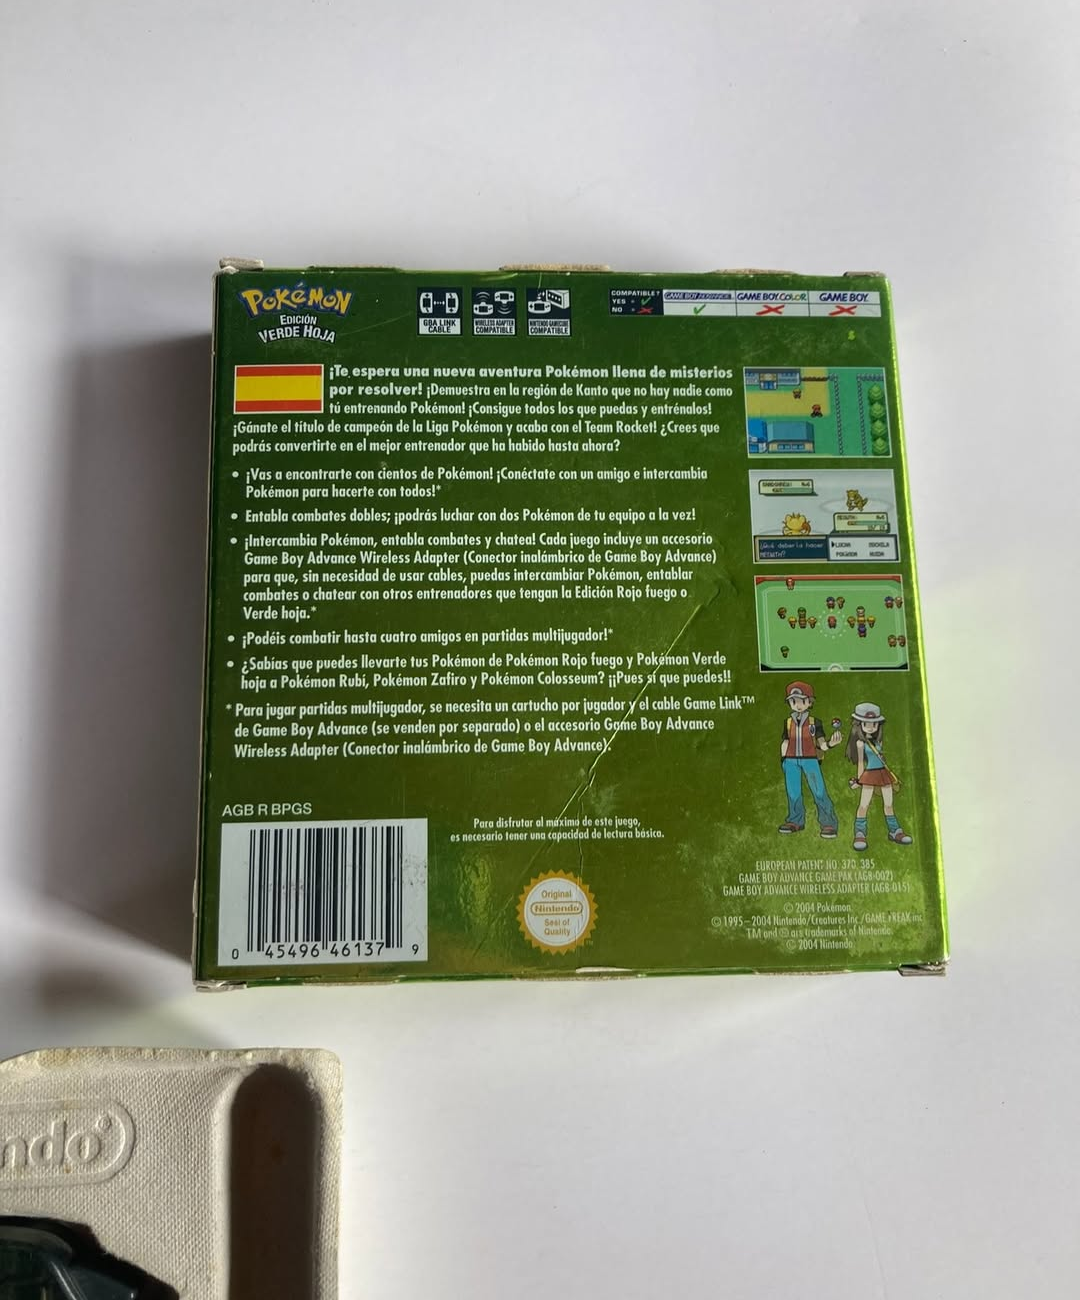 POKéMON
EDICIÓN
VERDE HOJA
GBA LINK
CABLE
WIRELESS ADAPTER
COMPATIBLE
NINTENDO GAMECUBE
COMPATIBLE
COMPATIBLE?
YES = ✓
NO = ✗
GAME BOY ADVANCE
GAME BOY COLOR
GAME BOY
¡Te espera una nueva aventura Pokémon llena de misterios
por resolver! ¡Demuestra en la región de Kanto que no hay nadie como
tú entrenando Pokémon! ¡Consigue todos los que puedas y entrénalos!
¡Gánate el título de campeón de la Liga Pokémon y acaba con el Team Rocket! ¿Crees que
podrás convertirte en el mejor entrenador que ha habido hasta ahora?
• ¡Vas a encontrarte con cientos de Pokémon! ¡Conéctate con un amigo e intercambia
Pokémon para hacerte con todos!*
• Entabla combates dobles; ¡podrás luchar con dos Pokémon de tu equipo a la vez!
• ¡Intercambia Pokémon, entabla combates y chatea! Cada juego incluye un accesorio
Game Boy Advance Wireless Adapter (Conector inalámbrico de Game Boy Advance)
para que, sin necesidad de usar cables, puedas intercambiar Pokémon, entablar
combates o chatear con otros entrenadores que tengan la Edición Rojo fuego o
Verde hoja.*
• ¡Podéis combatir hasta cuatro amigos en partidas multijugador!*
• ¿Sabías que puedes llevarte tus Pokémon de Pokémon Rojo fuego y Pokémon Verde
hoja a Pokémon Rubí, Pokémon Zafiro y Pokémon Colosseum? ¡¡Pues sí que puedes!!
* Para jugar partidas multijugador, se necesita un cartucho por jugador y el cable Game Link™
de Game Boy Advance (se venden por separado) o el accesorio Game Boy Advance
Wireless Adapter (Conector inalámbrico de Game Boy Advance).
¿Qué debería hacer
MEOWTH?
LUCHAR MOCHILA
POKéMON HUIDA
AGB R BPGS
0 45496 46137 9
Para disfrutar al máximo de este juego,
es necesario tener una capacidad de lectura básica.
Original
Nintendo
Seal of
Quality
EUROPEAN PATENT NO. 370, 385
GAME BOY ADVANCE GAME PAK (AGB-002)
GAME BOY ADVANCE WIRELESS ADAPTER (AGB-015)
© 2004 Pokémon.
© 1995–2004 Nintendo/Creatures Inc./GAME FREAK inc.
TM and ® are trademarks of Nintendo.
© 2004 Nintendo.
ndo®